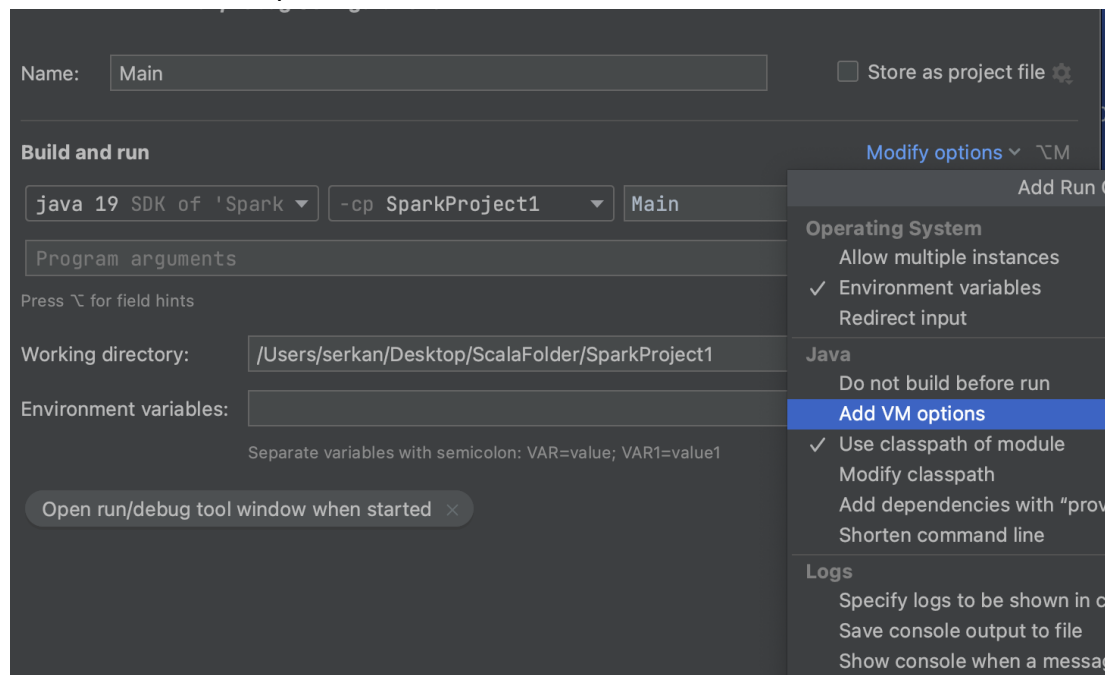 Name: Main Store as project file
Build and run Modify options ⌥M
java 19 SDK of 'Spark -cp SparkProject1 Main
Program arguments
Press ⌥ for field hints
Working directory: /Users/serkan/Desktop/ScalaFolder/SparkProject1
Environment variables:
Separate variables with semicolon: VAR=value; VAR1=value1
Open run/debug tool window when started
Add Run
Operating System
Allow multiple instances
Environment variables
Redirect input
Java
Do not build before run
Add VM options
Use classpath of module
Modify classpath
Add dependencies with “prov
Shorten command line
Logs
Specify logs to be shown in c
Save console output to file
Show console when a messag